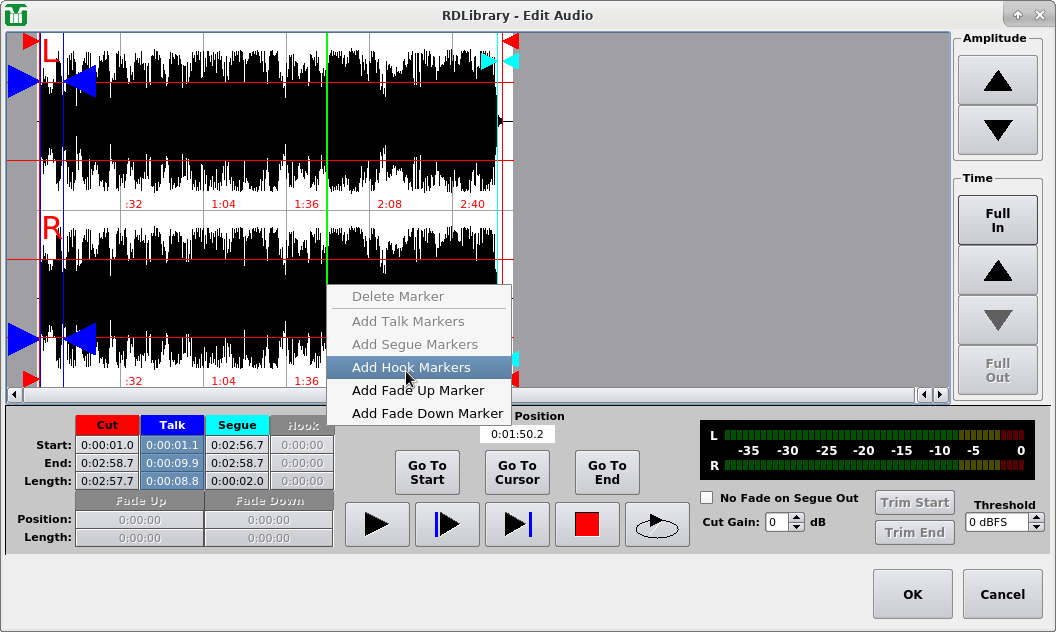 RDLibrary - Edit Audio
L
:32 1:04 1:36 2:08 2:40
R
:32 1:04 1:36
Delete Marker
Add Talk Markers
Add Segue Markers
Add Hook Markers
Add Fade Up Marker
Add Fade Down Marker
Amplitude
Time
Full
In
Full
Out
Cut Talk Segue Hook
Start: 0:00:01.0 0:00:01.1 0:02:56.7 0:00:00
End: 0:02:58.7 0:00:09.9 0:02:58.7 0:00:00
Length: 0:02:57.7 0:00:08.8 0:00:02.0 0:00:00
Fade Up Fade Down
Position: 0:00:00 0:00:00
Length: 0:00:00 0:00:00
Position
0:01:50.2
Go To
Start
Go To
Cursor
Go To
End
L
-35 -30 -25 -20 -15 -10 -5 0
R
No Fade on Segue Out
Cut Gain: 0 dB
Trim Start
Trim End
Threshold
0 dBFS
OK Cancel